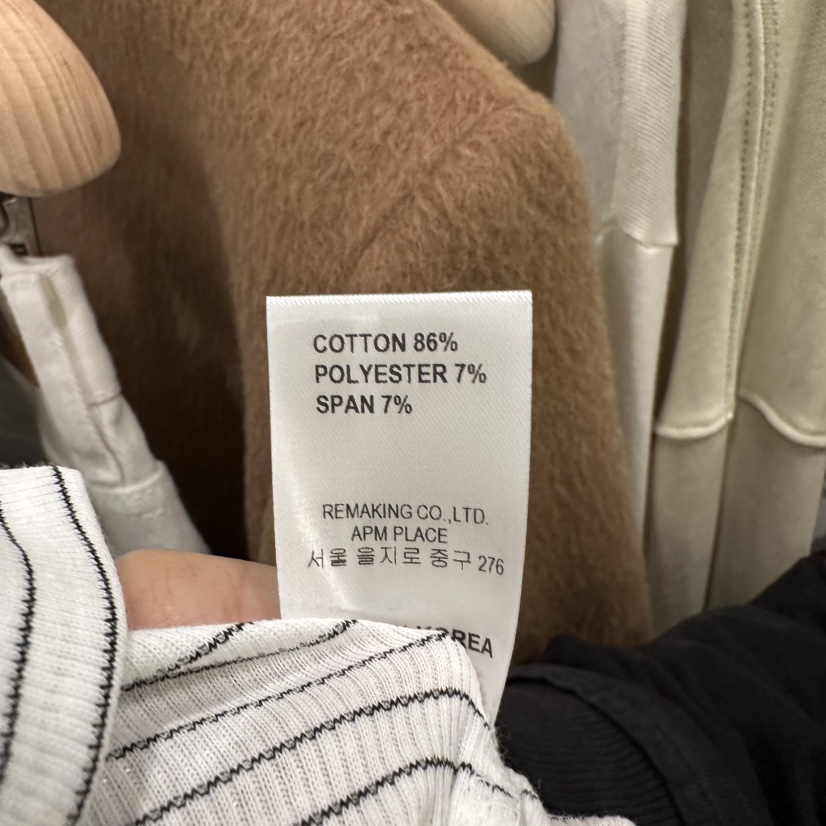 COTTON 86%
POLYESTER 7%
SPAN 7%
REMAKING CO.,LTD.
APM PLACE
서울 을지로 중구 276
KOREA